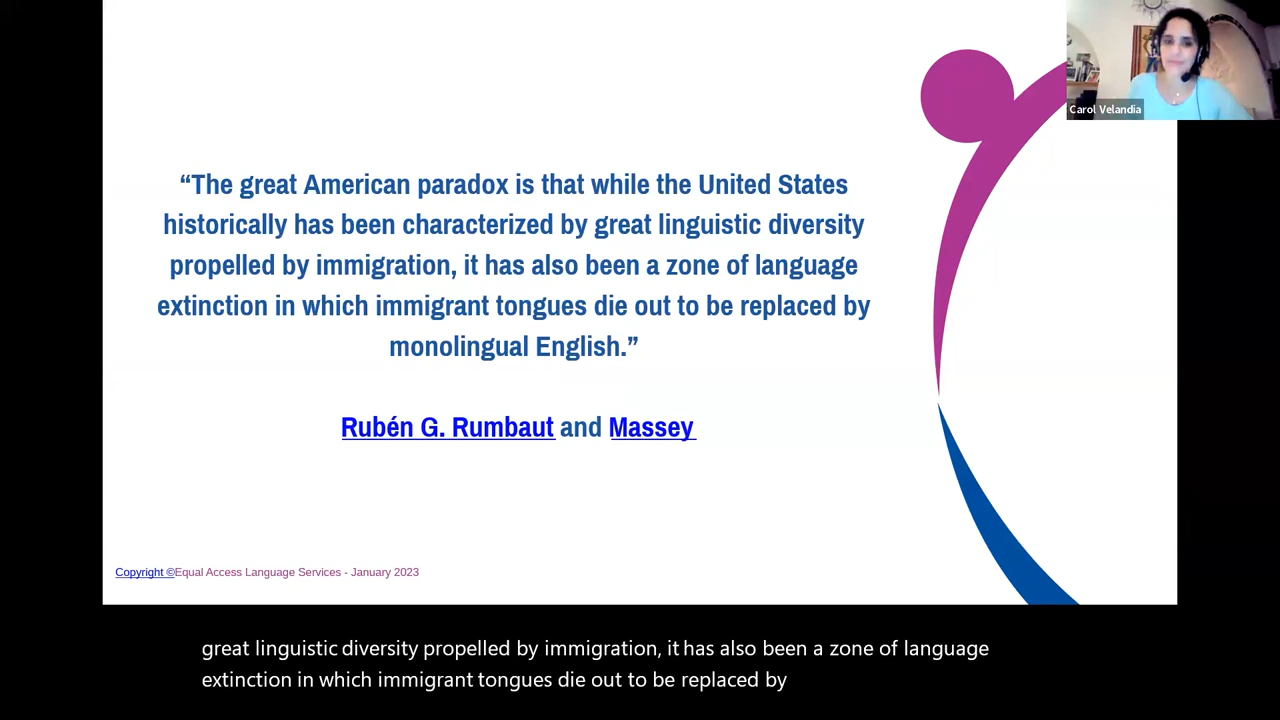 Carol Velandia
“The great American paradox is that while the United States
historically has been characterized by great linguistic diversity
propelled by immigration, it has also been a zone of language
extinction in which immigrant tongues die out to be replaced by
monolingual English.”
Rubén G. Rumbaut and Massey
Copyright ©Equal Access Language Services - January 2023
great linguistic diversity propelled by immigration, it has also been a zone of language
extinction in which immigrant tongues die out to be replaced by